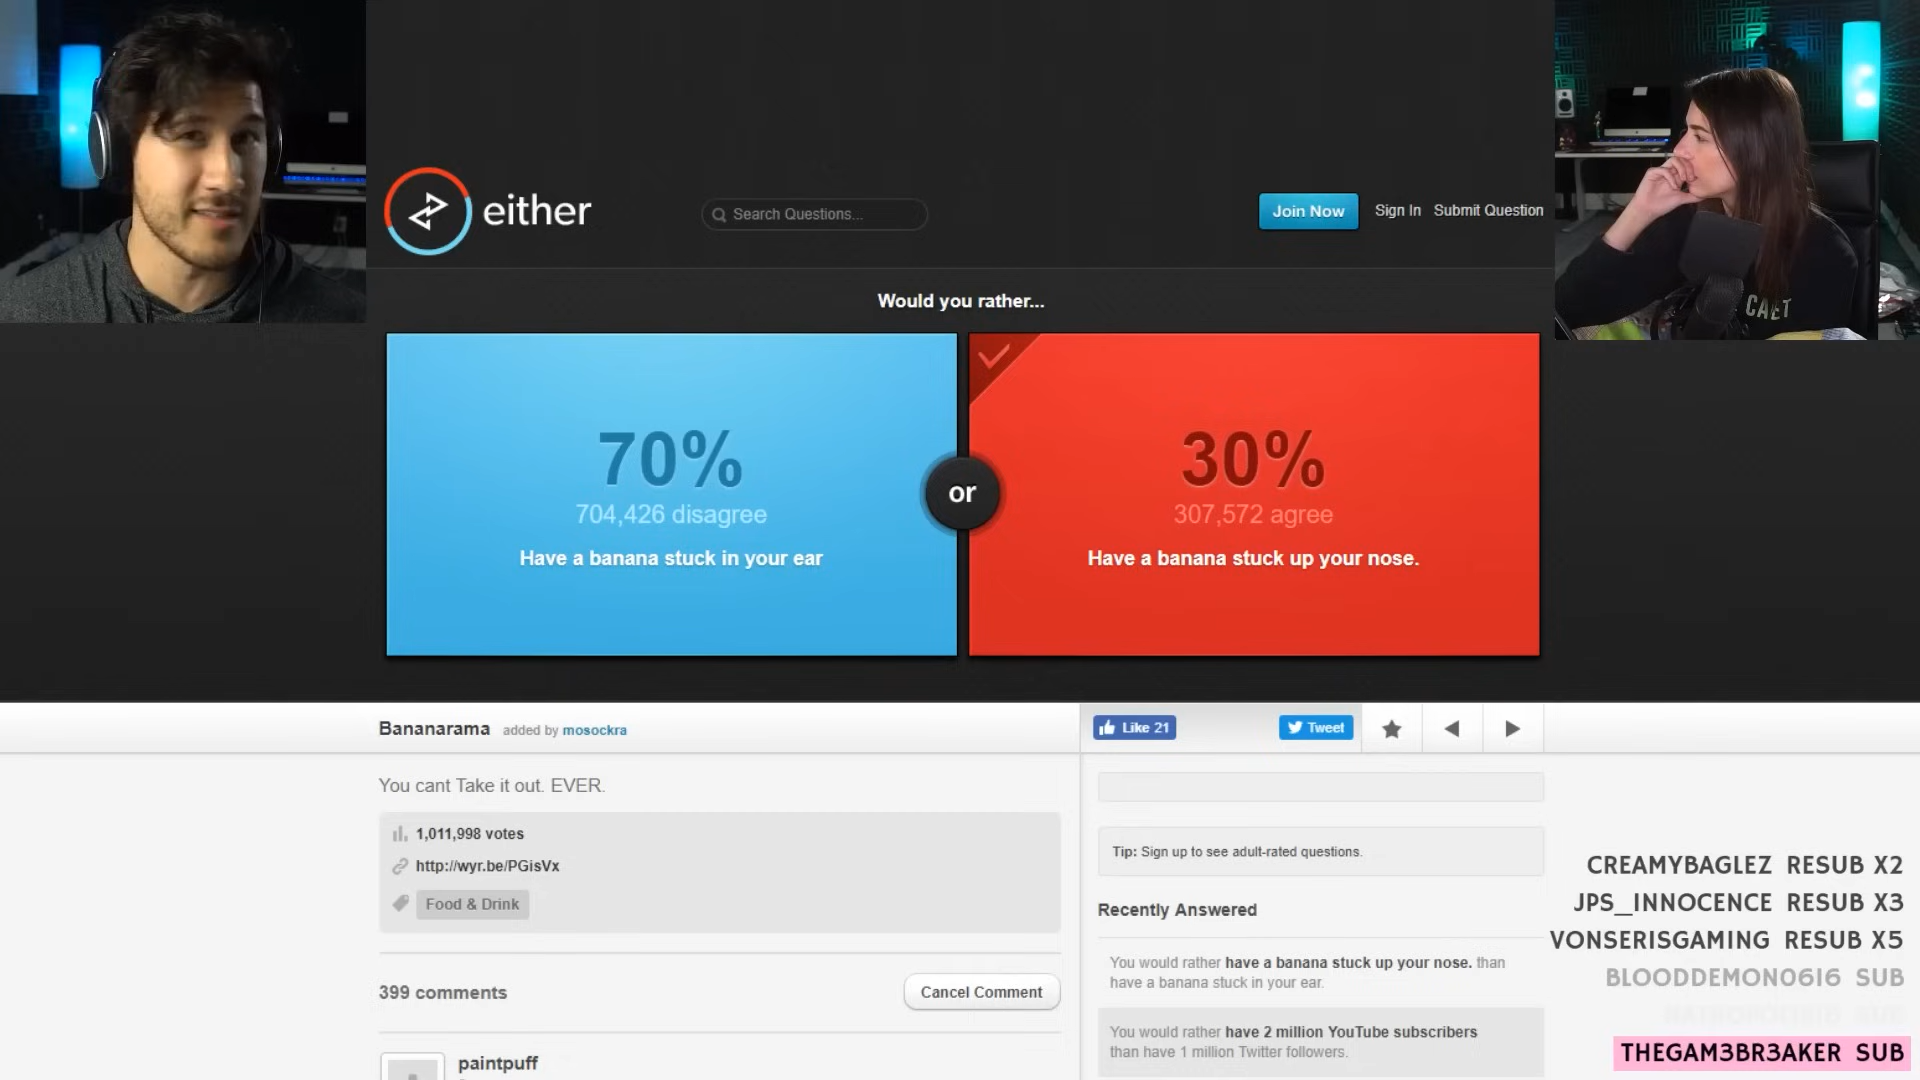 either
Search Questions...
Join Now
Sign In
Submit Question
Would you rather...
70%
704,426 disagree
Have a banana stuck in your ear
or
30%
307,572 agree
Have a banana stuck up your nose.
CAET
Bananarama added by mosockra
Like 21
Tweet
You cant Take it out. EVER.
1,011,998 votes
http://wyr.be/PGisVx
Food & Drink
399 comments
Cancel Comment
paintpuff
Tip: Sign up to see adult-rated questions.
Recently Answered
You would rather have a banana stuck up your nose. than
have a banana stuck in your ear.
You would rather have 2 million YouTube subscribers
than have 1 million Twitter followers.
CREAMYBAGLEZ RESUB X2
JPS_INNOCENCE RESUB X3
VONSERISGAMING RESUB X5
BLOODDEMON0616 SUB
THEGAM3BR3AKER SUB